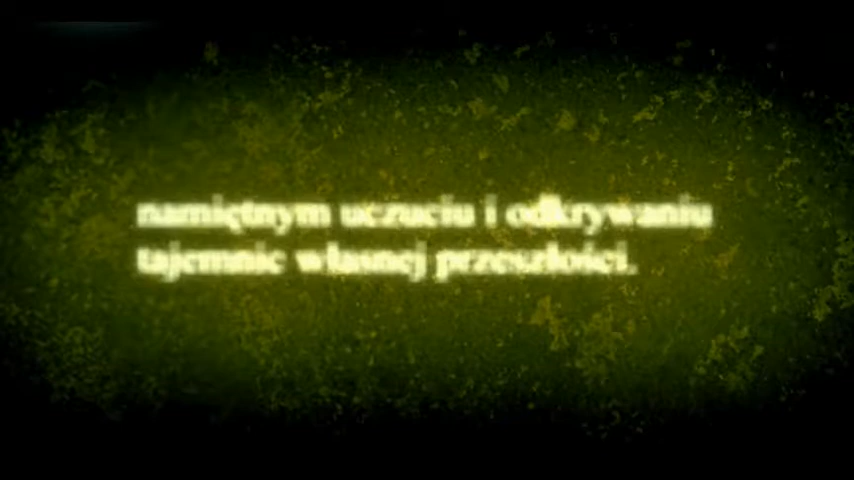 namiętnym uczuciu i odkrywaniu
tajemnic własnej przeszłości.